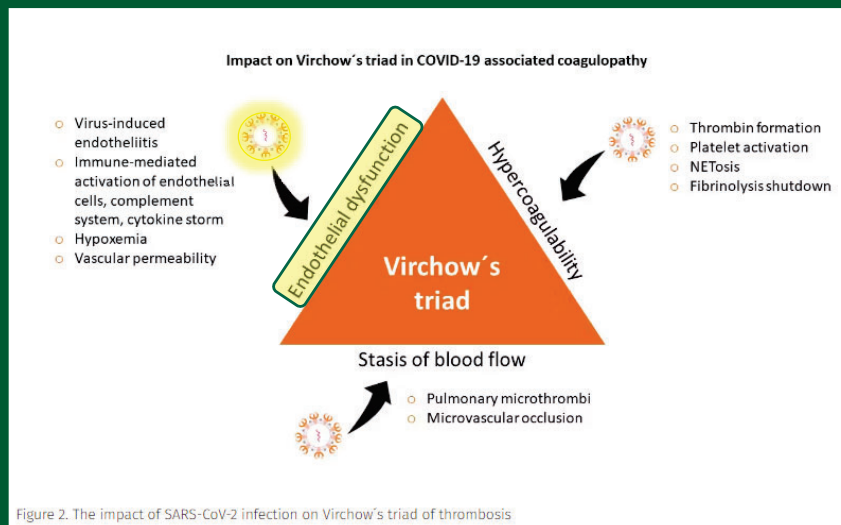 Impact on Virchow´s triad in COVID-19 associated coagulopathy
○ Virus-induced
endotheliitis
○ Immune-mediated
activation of endothelial
cells, complement
system, cytokine storm
○ Hypoxemia
○ Vascular permeability
Endothelial dysfunction
Hypercoagulability
○ Thrombin formation
○ Platelet activation
○ NETosis
○ Fibrinolysis shutdown
Virchow´s
triad
Stasis of blood flow
○ Pulmonary microthrombi
○ Microvascular occlusion
Figure 2. The impact of SARS-CoV-2 infection on Virchow´s triad of thrombosis